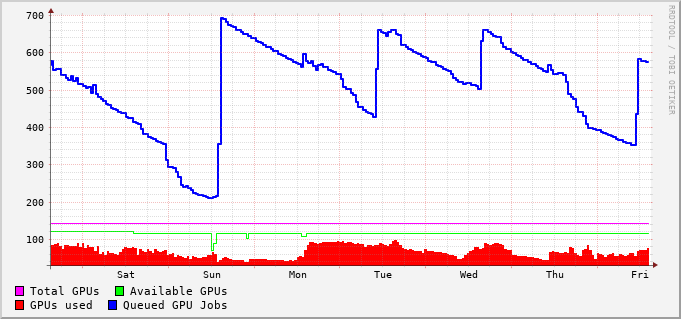 700
600
500
400
300
200
100
Sat Sun Mon Tue Wed Thu Fri
Total GPUs Available GPUs
GPUs used Queued GPU Jobs
RRDTOOL / TOBI OETIKER